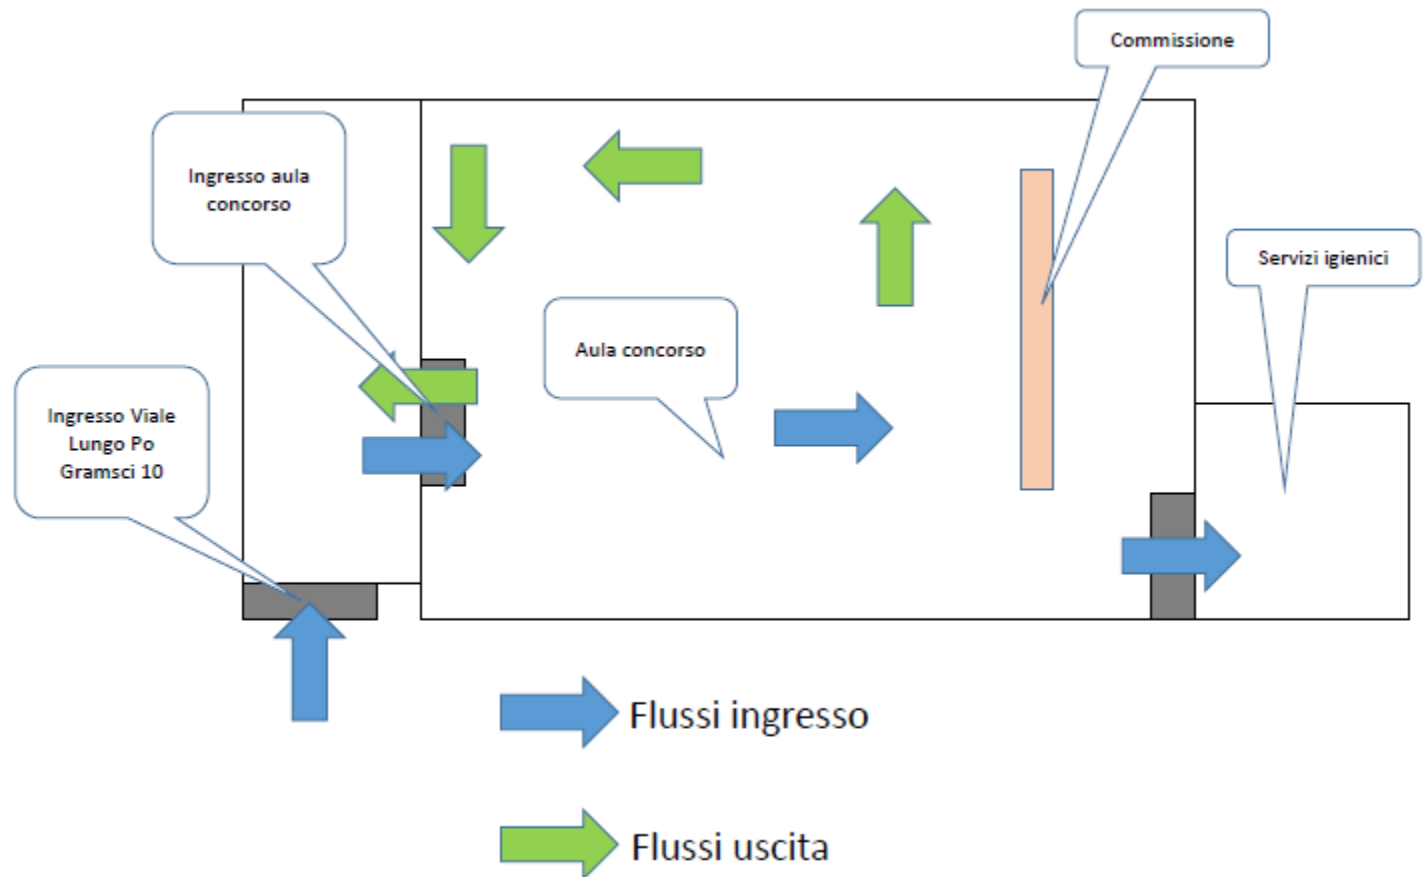 Commissione
Ingresso aula
concorso
Servizi igienici
Aula concorso
Ingresso Viale
Lungo Po
Gramsci 10
Flussi ingresso
Flussi uscita